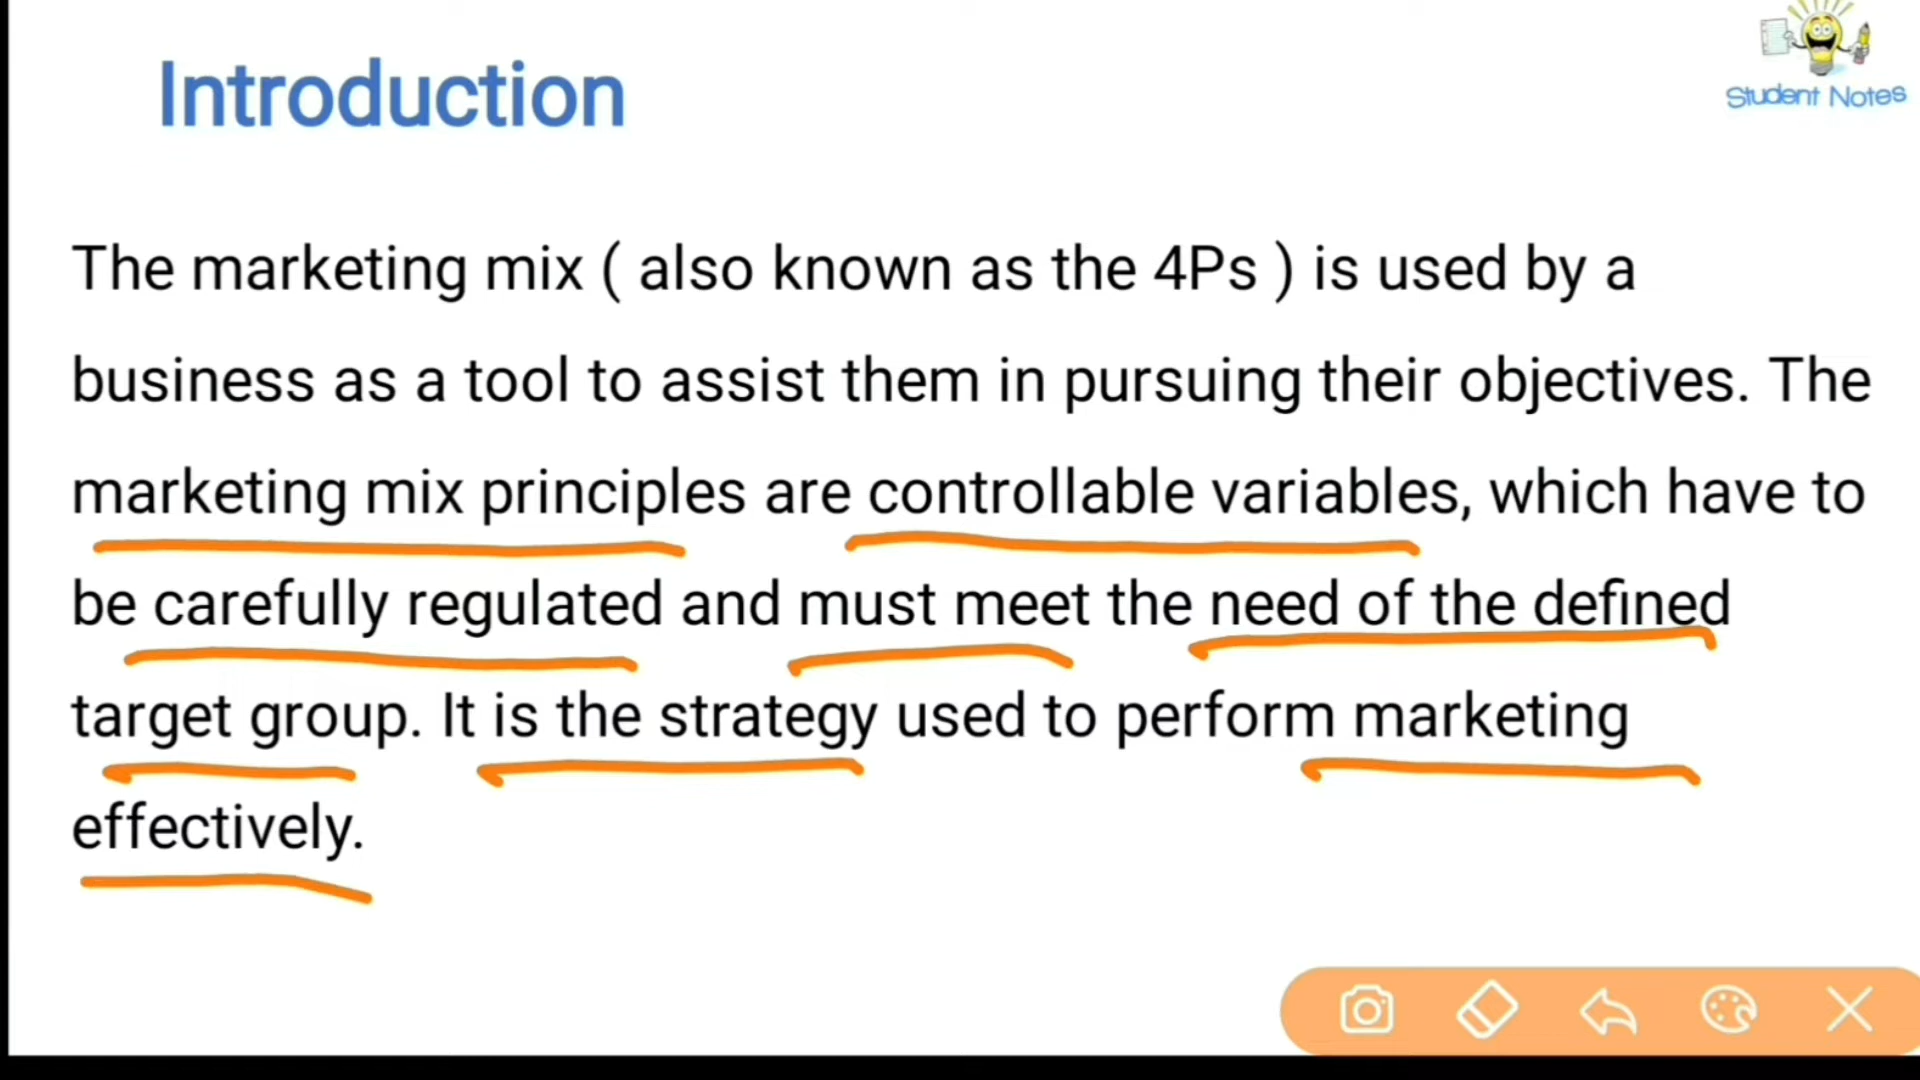 Introduction
Student Notes
The marketing mix ( also known as the 4Ps ) is used by a
business as a tool to assist them in pursuing their objectives. The
marketing mix principles are controllable variables, which have to
be carefully regulated and must meet the need of the defined
target group. It is the strategy used to perform marketing
effectively.